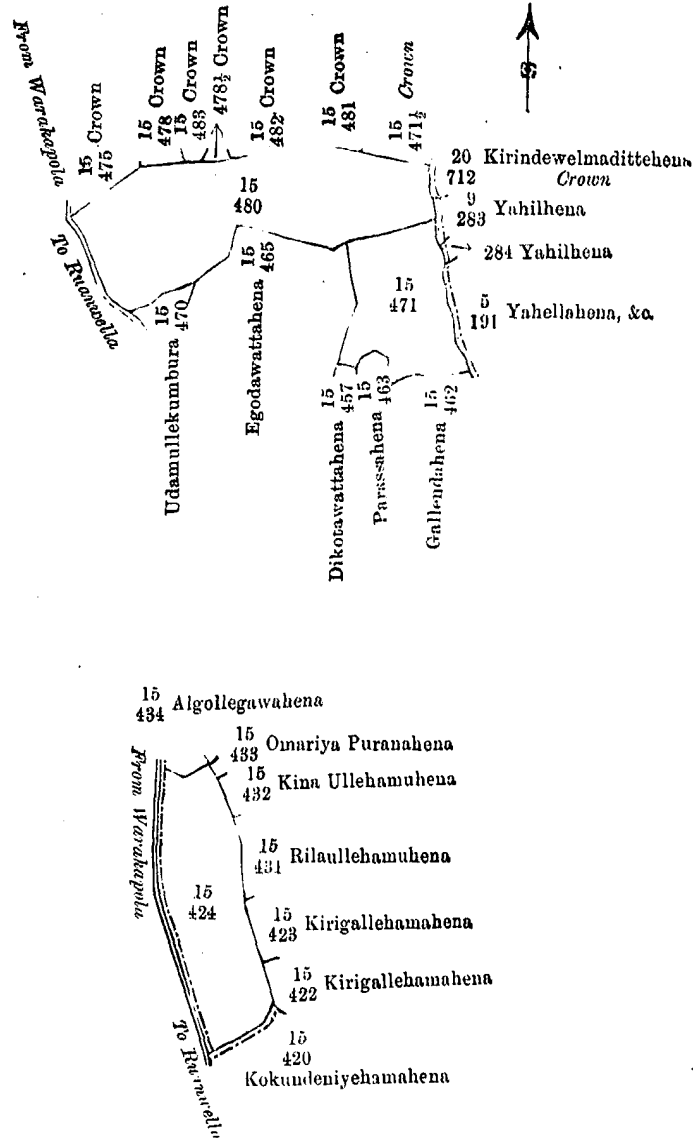 From Warakapola
15 Crown
475
15 Crown
478
15 Crown
483
478½ Crown
15 Crown
482
15 Crown
481
15 Crown
471½
20 Kirindewelmadittehena
712 Crown
9
283 Yahilhena
284 Yahilhena
5
191 Yahellahena, &c.
15
480
15
471
To Ruanwella
15
470
Udamullekumbura
15
465
Egodawattahena
15
457
Dikotawattahena
15
463
Parassahena
15
462
Gallendahena
15
434 Algollegawahena
15
433 Omariya Puranahena
15
432 Kina Ullehamuhena
15
431 Rilaullehamuhena
15
424
15
423 Kirigallehamahena
15
422 Kirigallehamahena
15
420
Kokundeniyehamahena
From Warakapola
To Ruanwella